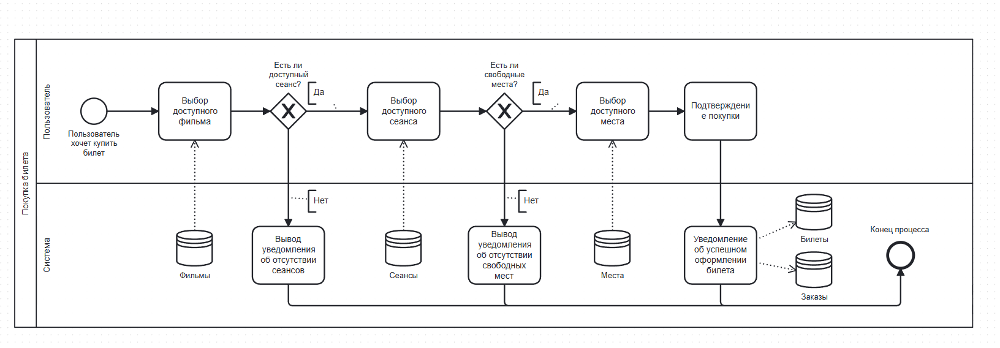 Покупка билета
Пользователь
Система
Пользователь
хочет купить
билет
Выбор
доступного
фильма
Есть ли
доступный
сеанс?
Да
Выбор
доступного
сеанса
Есть ли
свободные
места?
Да
Выбор
доступного
места
Подтверждени
е покупки
Фильмы
Нет
Вывод
уведомления
об отсутствии
сеансов
Сеансы
Нет
Вывод
уведомления
об отсутствии
свободных
мест
Места
Уведомление
об успешном
оформлении
билета
Билеты
Заказы
Конец процесса